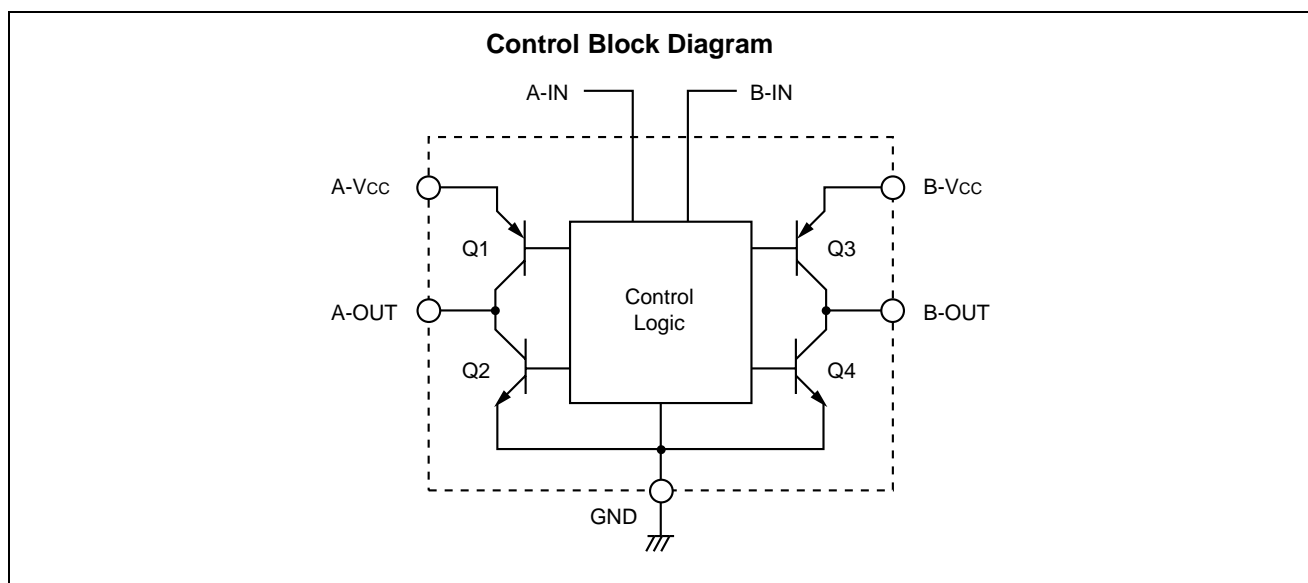 Control Block Diagram
A-IN
B-IN
A-VCC
B-VCC
Q1
Q3
Control
Logic
A-OUT
B-OUT
Q2
Q4
GND